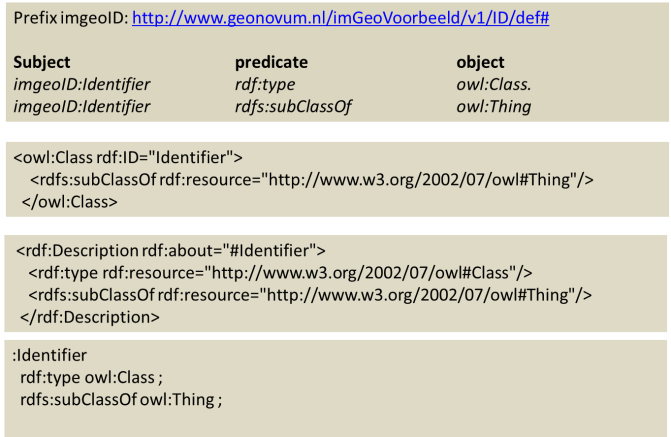 Prefix imgeoID: http://www.geonovum.nl/imGeoVoorbeeld/v1/ID/def#
Subject predicate object
imgeoID:Identifier rdf:type owl:Class.
imgeoID:Identifier rdfs:subClassOf owl:Thing
<owl:Class rdf:ID="Identifier">
<rdfs:subClassOf rdf:resource="http://www.w3.org/2002/07/owl#Thing"/>
</owl:Class>
<rdf:Description rdf:about="#Identifier">
<rdf:type rdf:resource="http://www.w3.org/2002/07/owl#Class"/>
<rdfs:subClassOf rdf:resource="http://www.w3.org/2002/07/owl#Thing"/>
</rdf:Description>
:Identifier
rdf:type owl:Class ;
rdfs:subClassOf owl:Thing ;